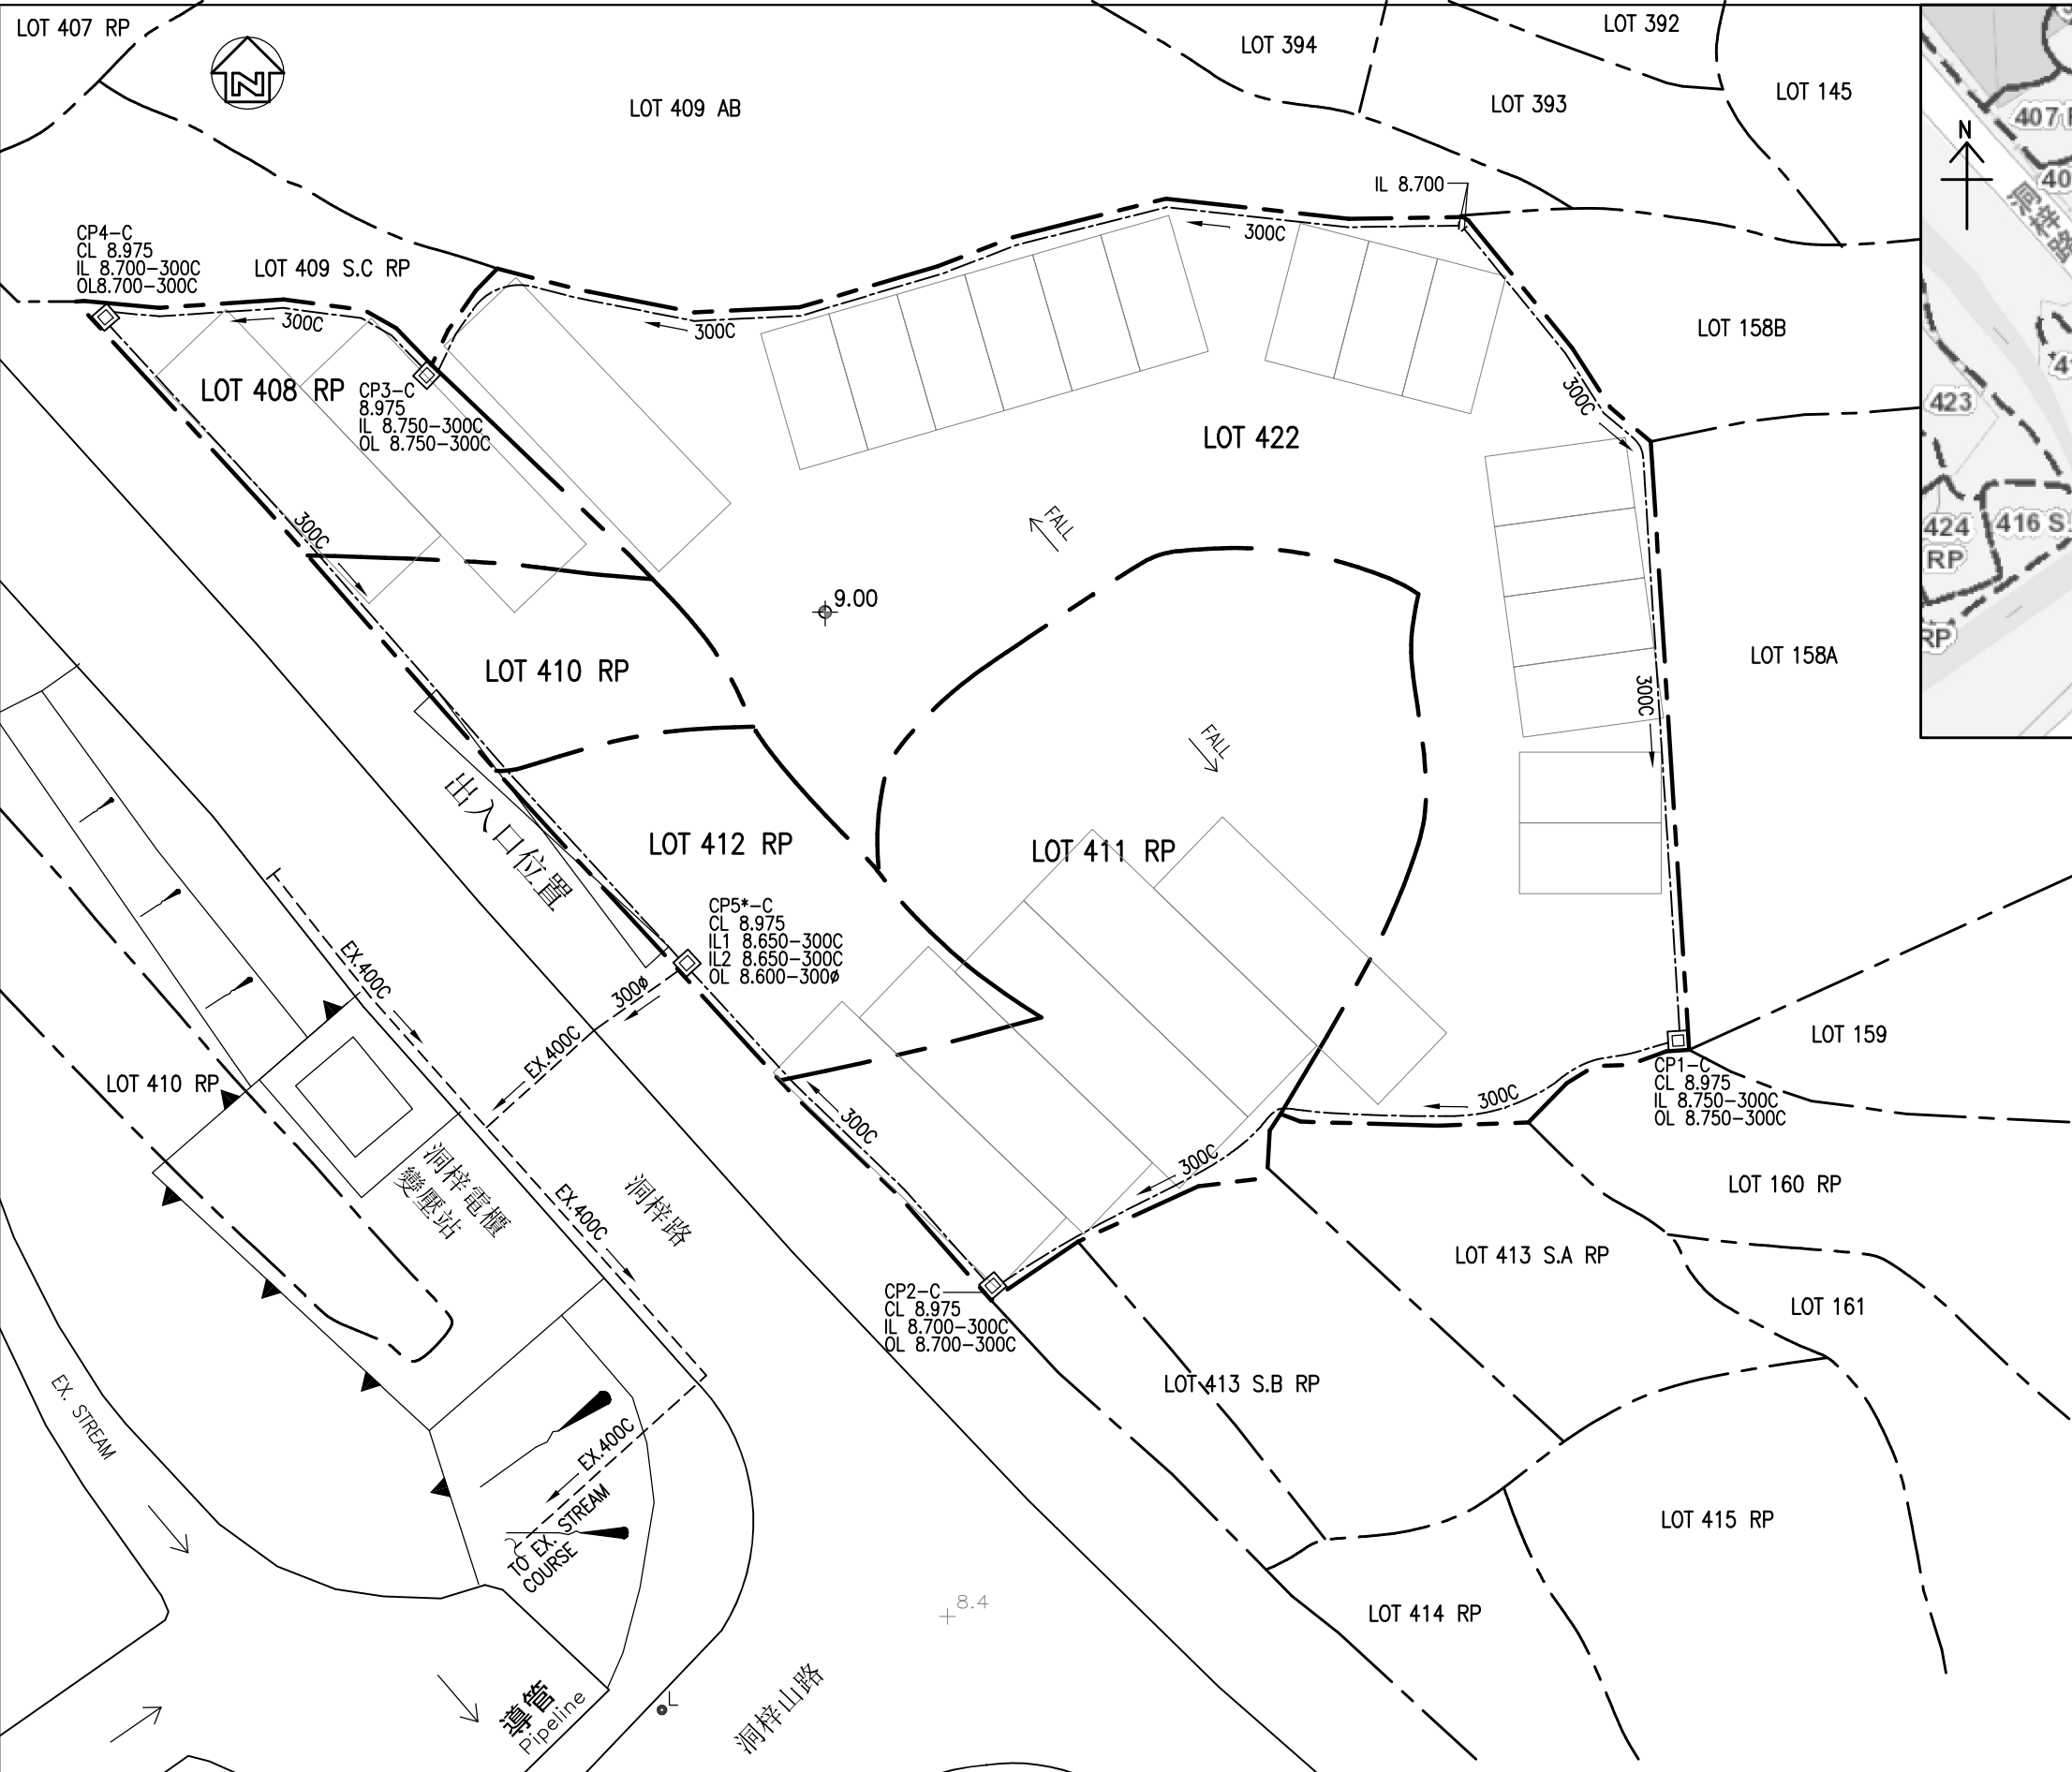 LOT 407 RP
N
LOT 409 AB
LOT 394
LOT 392
LOT 393
LOT 145
N
407
40
洞梓路
423
424
RP
416 S.
RP
IL 8.700
300C
CP4-C
CL 8.975
IL 8.700-300C
OL8.700-300C
LOT 409 S.C RP
300C
300C
LOT 158B
LOT 408 RP
CP3-C
8.975
IL 8.750-300C
OL 8.750-300C
300C
LOT 422
300C
FALL
9.00
LOT 410 RP
LOT 158A
300C
FALL
出入口位置
LOT 412 RP
LOT 411 RP
CP5*-C
CL 8.975
IL1 8.650-300C
IL2 8.650-300C
OL 8.600-300ø
EX.400C
300ø
EX.400C
LOT 159
LOT 410 RP
CP1-C
CL 8.975
IL 8.750-300C
OL 8.750-300C
300C
300C
300C
洞梓電櫃
變壓站
EX.400C
洞梓路
LOT 160 RP
LOT 413 S.A RP
CP2-C
CL 8.975
IL 8.700-300C
OL 8.700-300C
LOT 161
LOT 413 S.B RP
EX. STREAM
EX.400C
TO EX. STREAM
COURSE
LOT 415 RP
8.4
LOT 414 RP
導管
Pipeline
L
洞梓山路